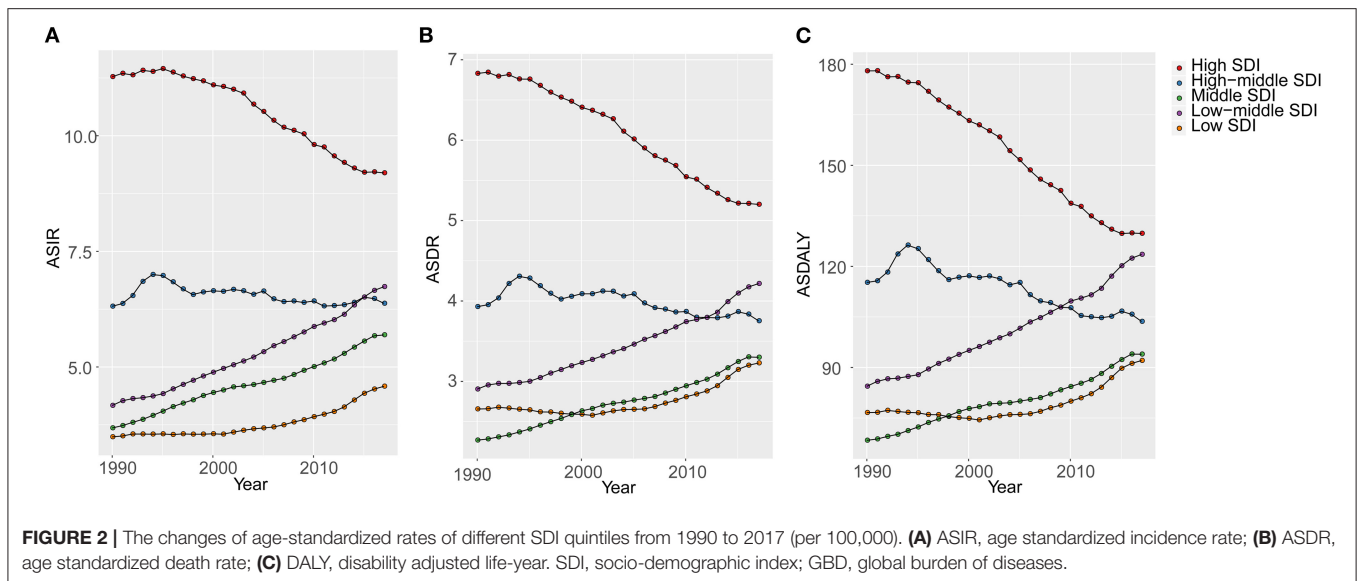 A
ASIR
10.0
7.5
5.0
1990
2000
2010
Year
B
ASDR
7
6
5
4
3
1990
2000
2010
Year
C
ASDALY
180
150
120
90
1990
2000
2010
Year
High SDI
High−middle SDI
Middle SDI
Low−middle SDI
Low SDI
FIGURE 2 | The changes of age-standardized rates of different SDI quintiles from 1990 to 2017 (per 100,000). (A) ASIR, age standardized incidence rate; (B) ASDR,
age standardized death rate; (C) DALY, disability adjusted life-year. SDI, socio-demographic index; GBD, global burden of diseases.